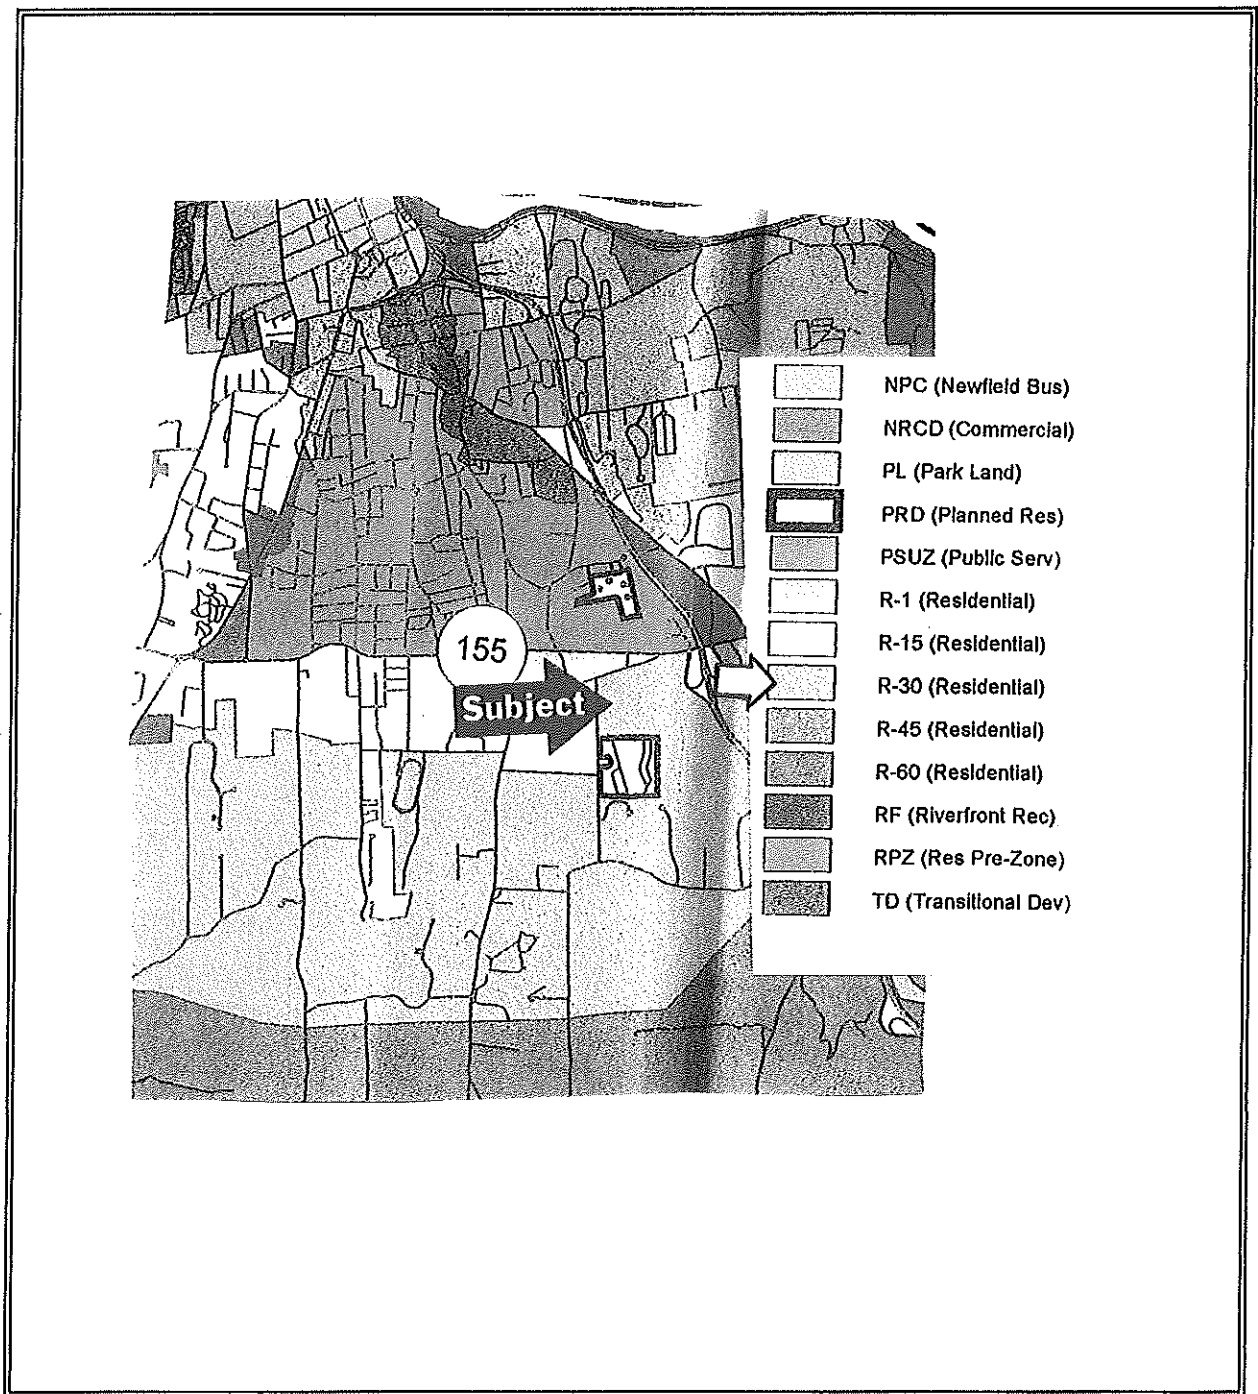 NPC (Newfield Bus)
NRCD (Commercial)
PL (Park Land)
PRD (Planned Res)
PSUZ (Public Serv)
R-1 (Residential)
R-15 (Residential)
155
R-30 (Residential)
Subject
R-45 (Residential)
R-60 (Residential)
RF (Riverfront Rec)
RPZ (Res Pre-Zone)
TD (Transitional Dev)